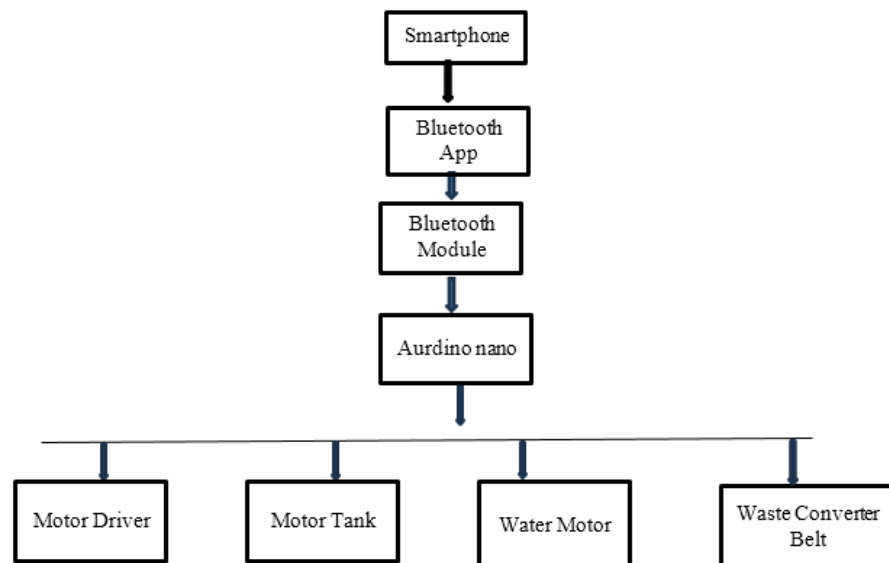 Smartphone
Bluetooth
App
Bluetooth
Module
Aurdino nano
Motor Driver
Motor Tank
Water Motor
Waste Converter
Belt